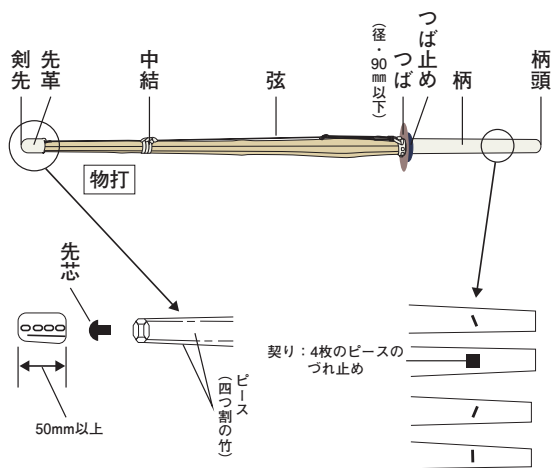 剣先
先革
中結
弦
(径・90㎜以下)
つば
つば止め
柄
柄頭
物打
先芯
50mm以上
ピース
(四つ割の竹)
契り：4枚のピースの
づれ止め